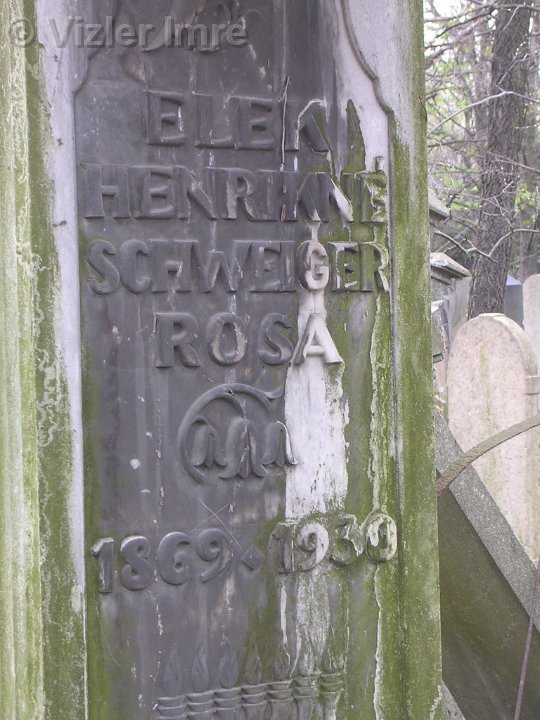 © Vizler Imre
ELEK
HENRIKNÉ
SCHWEIGER
ROSA
1869 • 1930